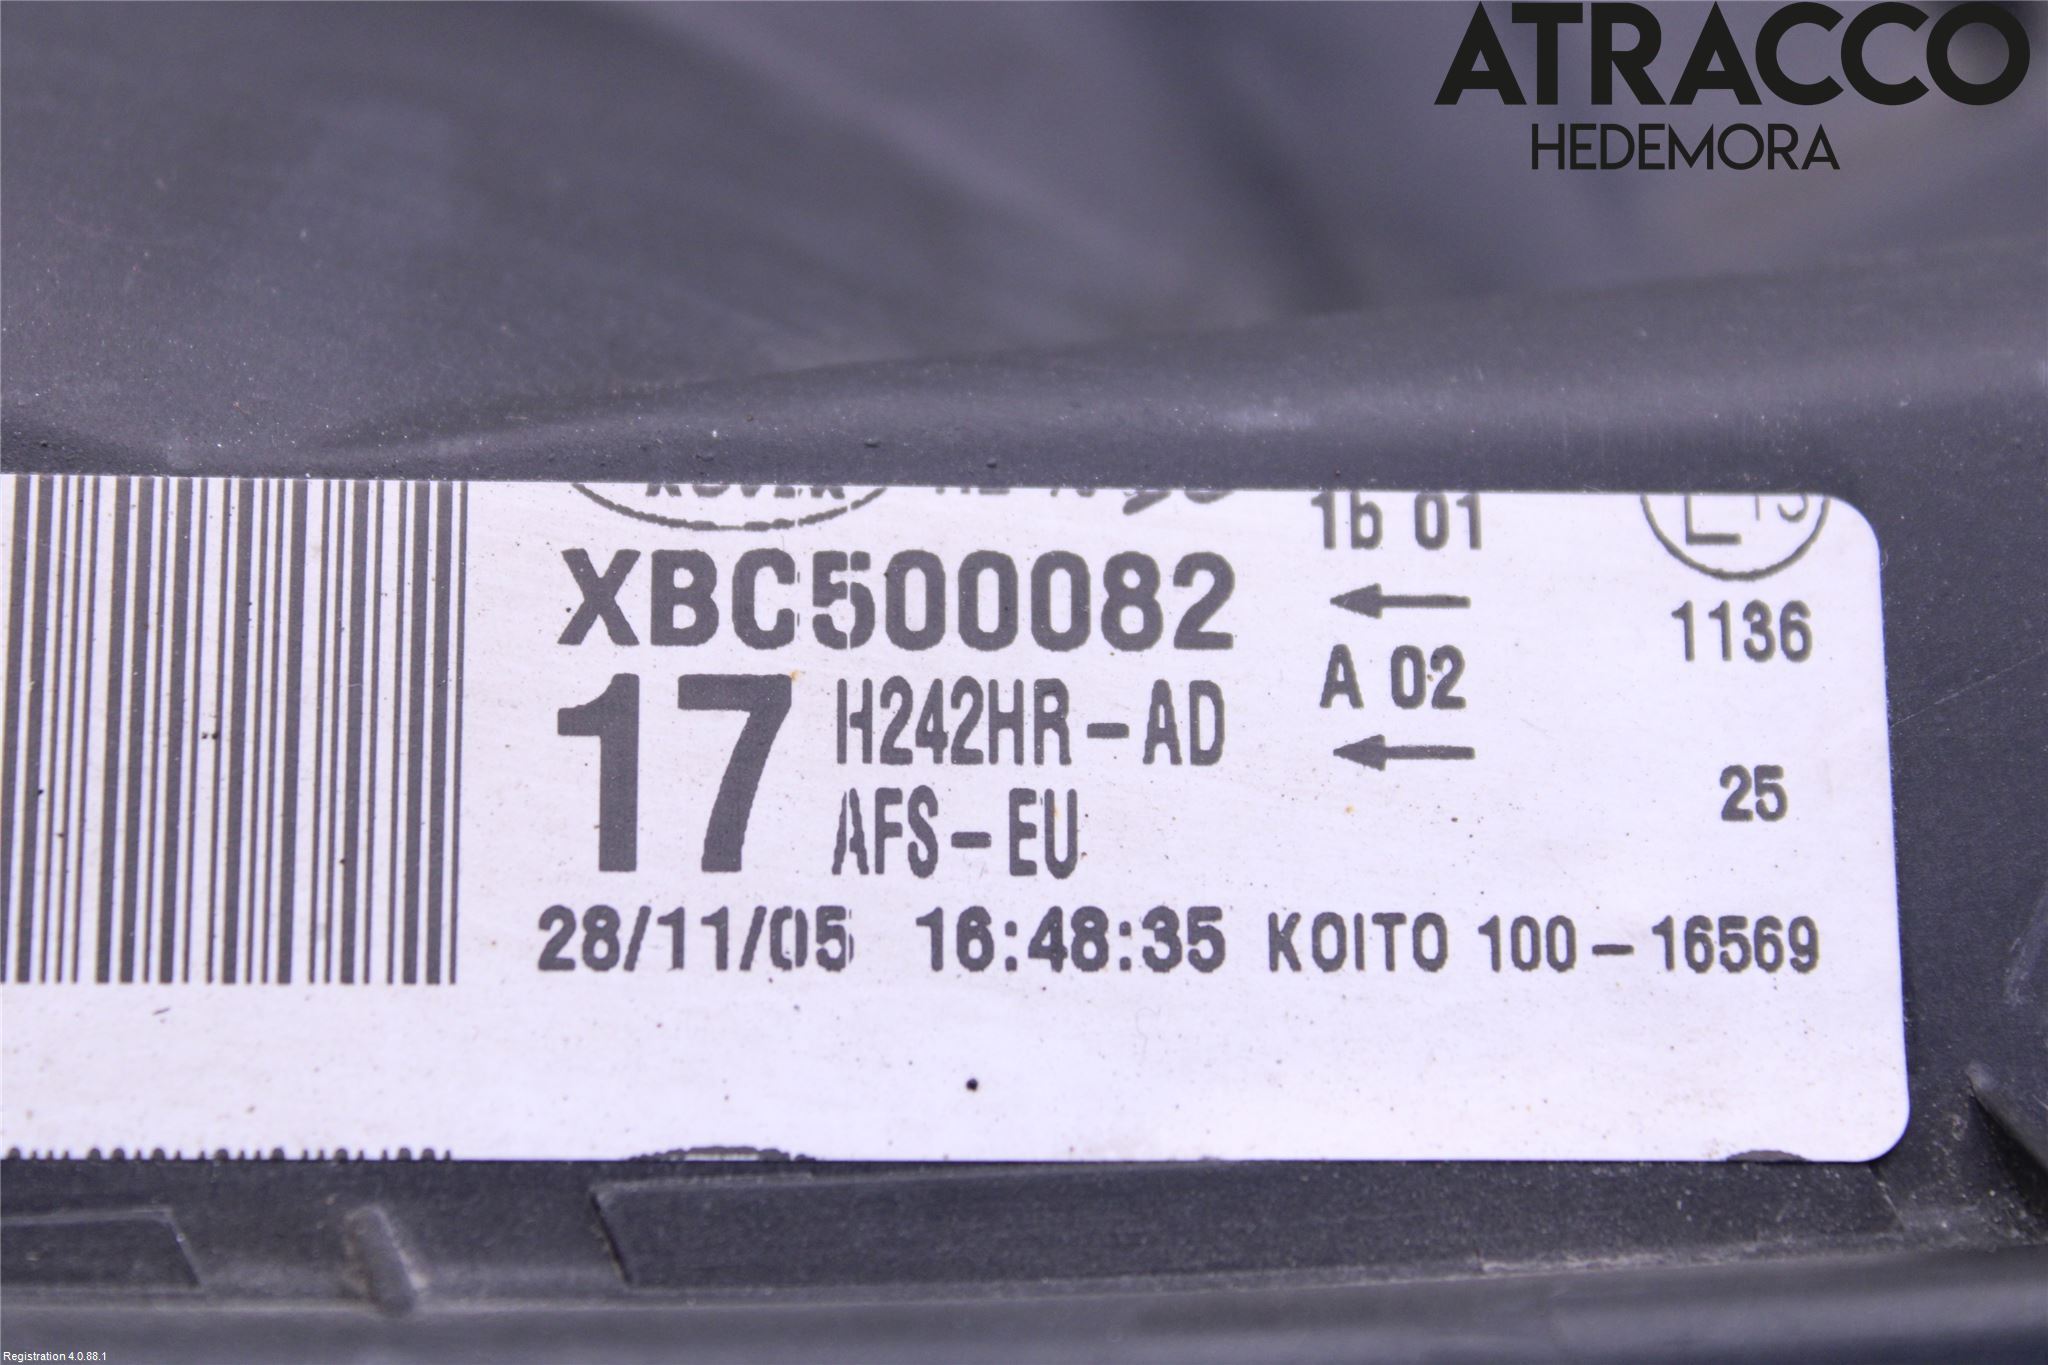 ATRACCO
HEDEMORA
1b 01
XBC500082
1136
A 02
17
H242HR-AD
AFS-EU
25
28/11/05 16:48:35 KOITO 100-16569
Registration 4.0.88.1